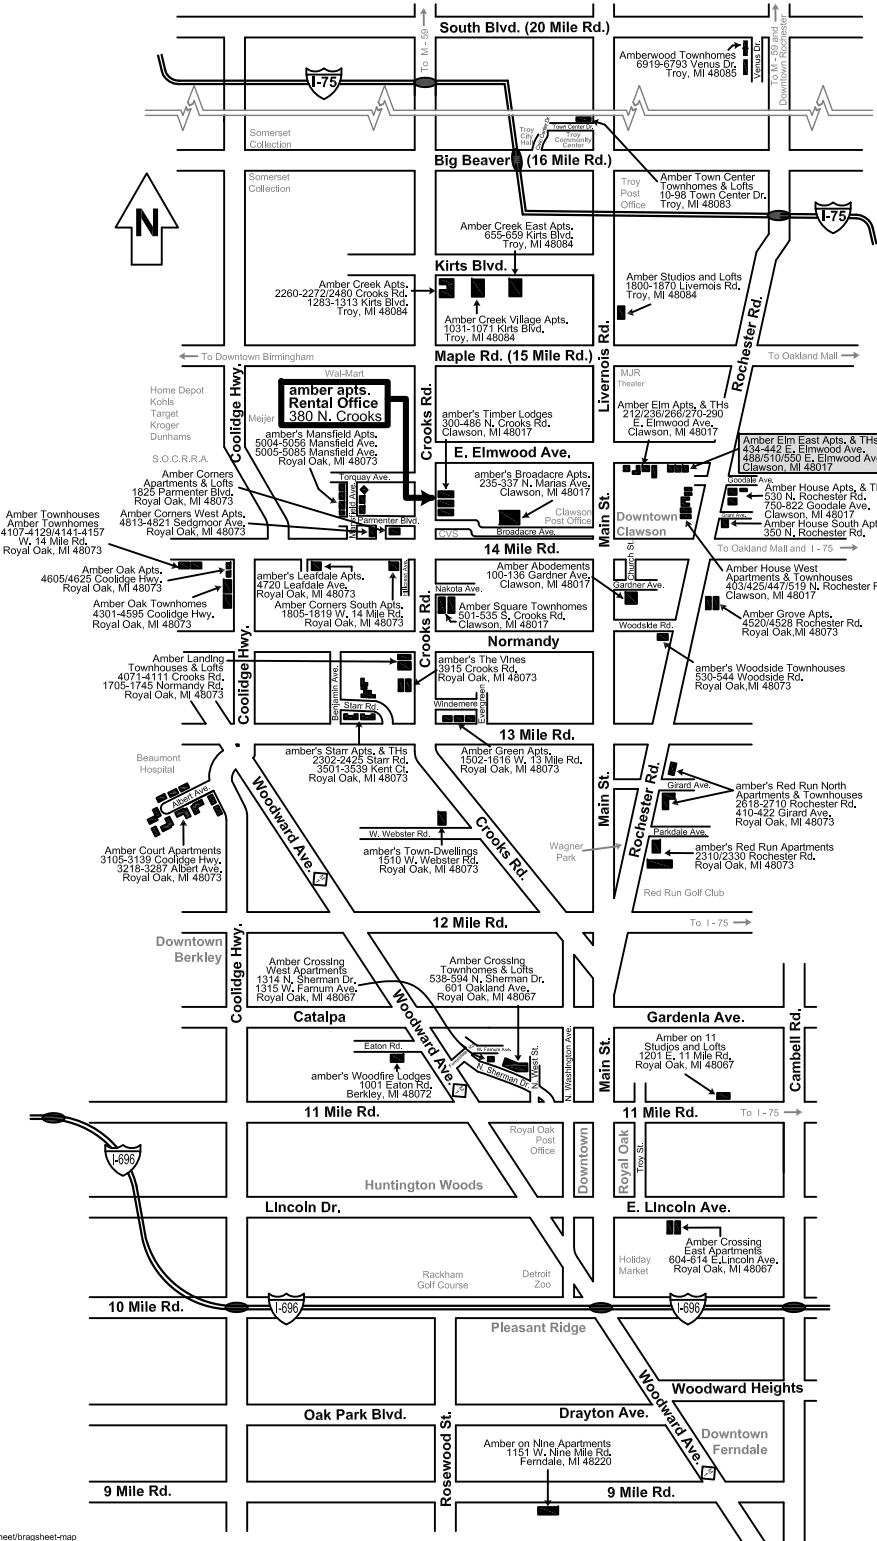 South Blvd. (20 Mile Rd.)
To M - 59
To M - 59 and
Downtown Rochester
Amberwood Townhomes
6919-6793 Venus Dr.
Troy, MI 48085
Venus Dr.
I-75
Somerset
Collection
Troy
City
Hall
Civic Center Dr.
Town Center Dr.
Troy
Community
Center
Big Beaver (16 Mile Rd.)
Somerset
Collection
Troy
Post
Office
Amber Town Center
Townhomes & Lofts
10-98 Town Center Dr.
Troy, MI 48083
N
I-75
Amber Creek East Apts.
655-659 Kirts Blvd.
Troy, MI 48084
Kirts Blvd.
Amber Creek Apts.
2260-2272/2480 Crooks Rd.
1283-1313 Kirts Blvd.
Troy, MI 48084
Amber Creek Village Apts.
1031-1071 Kirts Blvd.
Troy, MI 48084
Amber Studios and Lofts
1800-1870 Livernois Rd.
Troy, MI 48084
Livernois Rd.
Rochester Rd.
Maple Rd. (15 Mile Rd.)
To Downtown Birmingham
To Oakland Mall
Coolidge Hwy.
Crooks Rd.
Wal-Mart
MJR
Theater
Home Depot
Kohls
Target
Kroger
Dunhams
Meijer
S.O.C.R.R.A.
amber apts.
Rental Office
380 N. Crooks
amber's Timber Lodges
300-486 N. Crooks Rd.
Clawson, MI 48017
Amber Elm Apts. & THs
212/236/266/270-290
E. Elmwood Ave.
Clawson, MI 48017
amber's Mansfield Apts.
5004-5056 Mansfield Ave.
5005-5085 Mansfield Ave.
Royal Oak, MI 48073
E. Elmwood Ave.
Amber Elm East Apts. & THs
434-442 E. Elmwood Ave.
488/510/550 E. Elmwood Ave
Clawson, MI 48017
Torquay Ave.
Mansfield Ave.
Parmenter Blvd.
Amber Corners
Apartments & Lofts
1825 Parmenter Blvd.
Royal Oak, MI 48073
amber's Broadacre Apts.
235-337 N. Marias Ave.
Clawson, MI 48017
Goodale Ave.
Grant Ave.
Amber House Apts. & T
530 N. Rochester Rd.
750-822 Goodale Ave.
Clawson, MI 48017
Amber House South Apt
350 N. Rochester Rd.
Amber Corners West Apts.
4813-4821 Sedgmoor Ave.
Royal Oak, MI 48073
Clawson
Post Office
Main St.
Downtown
Clawson
Amber Townhouses
Amber Townhomes
4107-4129/4141-4157
W. 14 Mile Rd.
Royal Oak, MI 48073
CVS
Broadacre Ave.
14 Mile Rd.
To Oakland Mall and I - 75
Church St.
Amber Oak Apts.
4605/4625 Coolidge Hwy.
Royal Oak, MI 48073
amber's Leafdale Apts.
4720 Leafdale Ave.
Royal Oak, MI 48073
Amber Abodements
100-136 Gardner Ave.
Clawson, MI 48017
Gardner Ave.
Amber House West
Apartments & Townhouses
403/425/447/519 N. Rochester R
Clawson, MI 48017
Nakota Ave.
Amber Oak Townhomes
4301-4595 Coolidge Hwy.
Royal Oak, MI 48073
Amber Corners South Apts.
1805-1819 W. 14 Mile Rd.
Royal Oak, MI 48073
Crooks Rd.
Amber Square Townhomes
501-535 S. Crooks Rd.
Clawson, MI 48017
Amber Grove Apts.
4520/4528 Rochester Rd.
Royal Oak,MI 48073
Woodside Rd.
Normandy
Coolidge Hwy.
Amber Landing
Townhouses & Lofts
4071-4111 Crooks Rd.
1705-1745 Normandy Rd.
Royal Oak, MI 48073
Benjamin Ave.
Starr Rd.
amber's The Vines
3915 Crooks Rd.
Royal Oak, MI 48073
amber's Woodside Townhouses
530-544 Woodside Rd.
Royal Oak,MI 48073
Windemere
Evergreen
13 Mile Rd.
amber's Starr Apts. & THs
2302-2425 Starr Rd.
3501-3539 Kent Ct.
Royal Oak, MI 48073
Amber Green Apts.
1502-1616 W. 13 Mile Rd.
Royal Oak, MI 48073
Beaumont
Hospital
Albert Ave.
Woodward Ave.
Main St.
Rochester Rd.
Girard Ave.
amber's Red Run North
Apartments & Townhouses
2618-2710 Rochester Rd.
410-422 Girard Ave.
Royal Oak, MI 48073
Parkdale Ave.
W. Webster Rd.
Crooks Rd.
Amber Court Apartments
3105-3139 Coolidge Hwy.
3218-3287 Albert Ave.
Royal Oak, MI 48073
amber's Town-Dwellings
1510 W. Webster Rd.
Royal Oak, MI 48073
Wagner
Park
amber's Red Run Apartments
2310/2330 Rochester Rd.
Royal Oak, MI 48073
Red Run Golf Club
12 Mile Rd.
To I - 75
Downtown
Berkley
Coolidge Hwy.
Amber Crossing
West Apartments
1314 N. Sherman Dr.
1315 W. Farnum Ave.
Royal Oak, MI 48067
Amber Crossing
Townhomes & Lofts
538-594 N. Sherman Dr.
601 Oakland Ave.
Royal Oak, MI 48067
Woodward Ave.
Catalpa
Gardenia Ave.
Cambell Rd.
Eaton Rd.
W. Farnum Ave.
N. Sherman Dr.
N. West St.
N. Washington Ave.
Main St.
Amber on 11
Studios and Lofts
1201 E. 11 Mile Rd.
Royal Oak, MI 48067
amber's Woodfire Lodges
1001 Eaton Rd.
Berkley, MI 48072
11 Mile Rd.
11 Mile Rd.
To I - 75
I-696
Royal Oak
Post
Office
Downtown
Royal Oak
Troy St.
Huntington Woods
Lincoln Dr.
E. Lincoln Ave.
Amber Crossing
East Apartments
604-614 E.Lincoln Ave.
Royal Oak, MI 48067
Rackham
Golf Course
Detroit
Zoo
Holiday
Market
10 Mile Rd.
I-696
I-696
Pleasant Ridge
Woodward Ave.
Woodward Heights
Oak Park Blvd.
Drayton Ave.
Rosewood St.
Downtown
Ferndale
Amber on Nine Apartments
1151 W. Nine Mile Rd.
Ferndale, MI 48220
9 Mile Rd.
9 Mile Rd.
neet/bragsheet-map